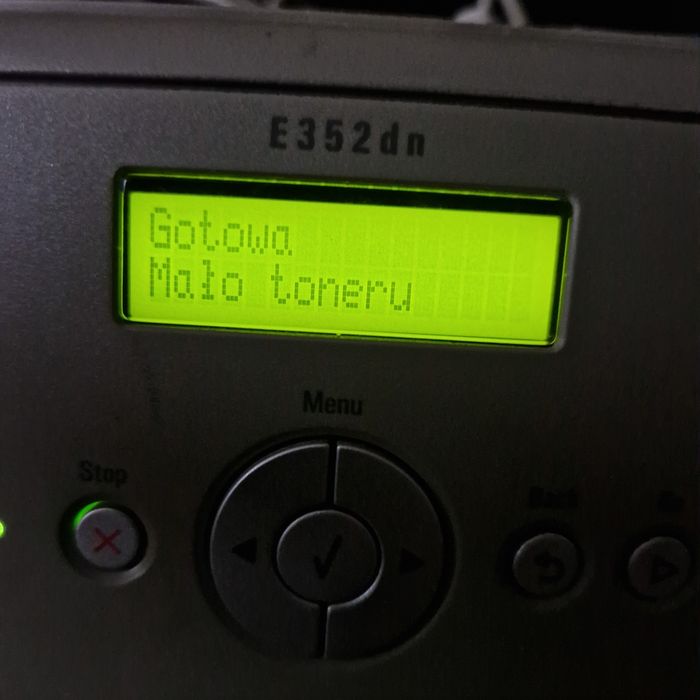 E352dn
Gotowa
Mało toneru
Menu
Stop
Back